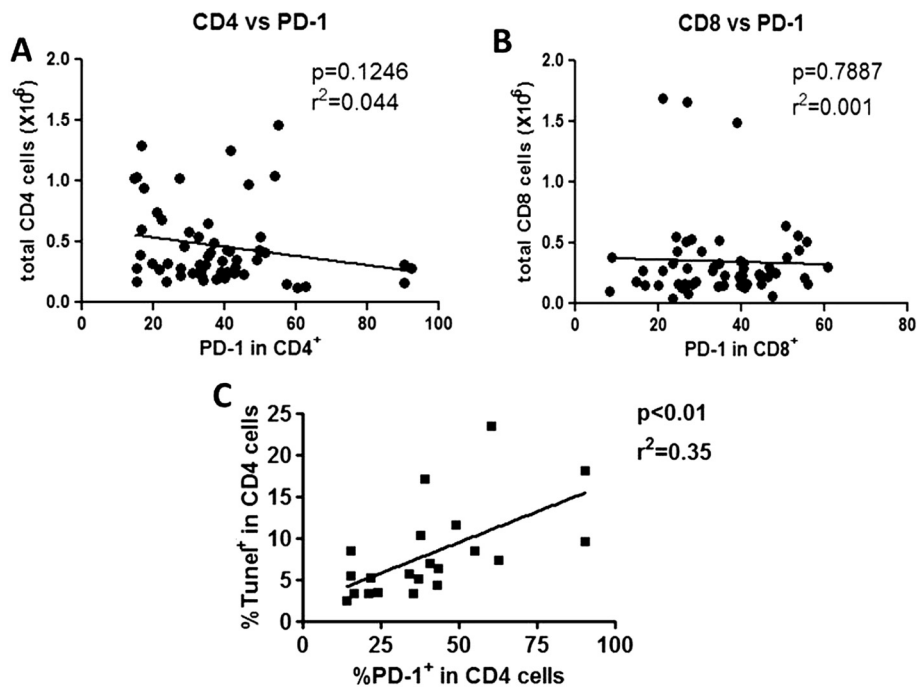 A
CD4 vs PD-1
p=0.1246
r²=0.044
total CD4 cells (X10⁶)
2.0
1.5
1.0
0.5
0.0
0 20 40 60 80 100
PD-1 in CD4⁺
B
CD8 vs PD-1
p=0.7887
r²=0.001
total CD8 cells (X10⁶)
2.0
1.5
1.0
0.5
0.0
0 20 40 60 80
PD-1 in CD8⁺
C
p<0.01
r²=0.35
%Tunel⁺ in CD4 cells
25
20
15
10
5
0
0 25 50 75 100
%PD-1⁺ in CD4 cells